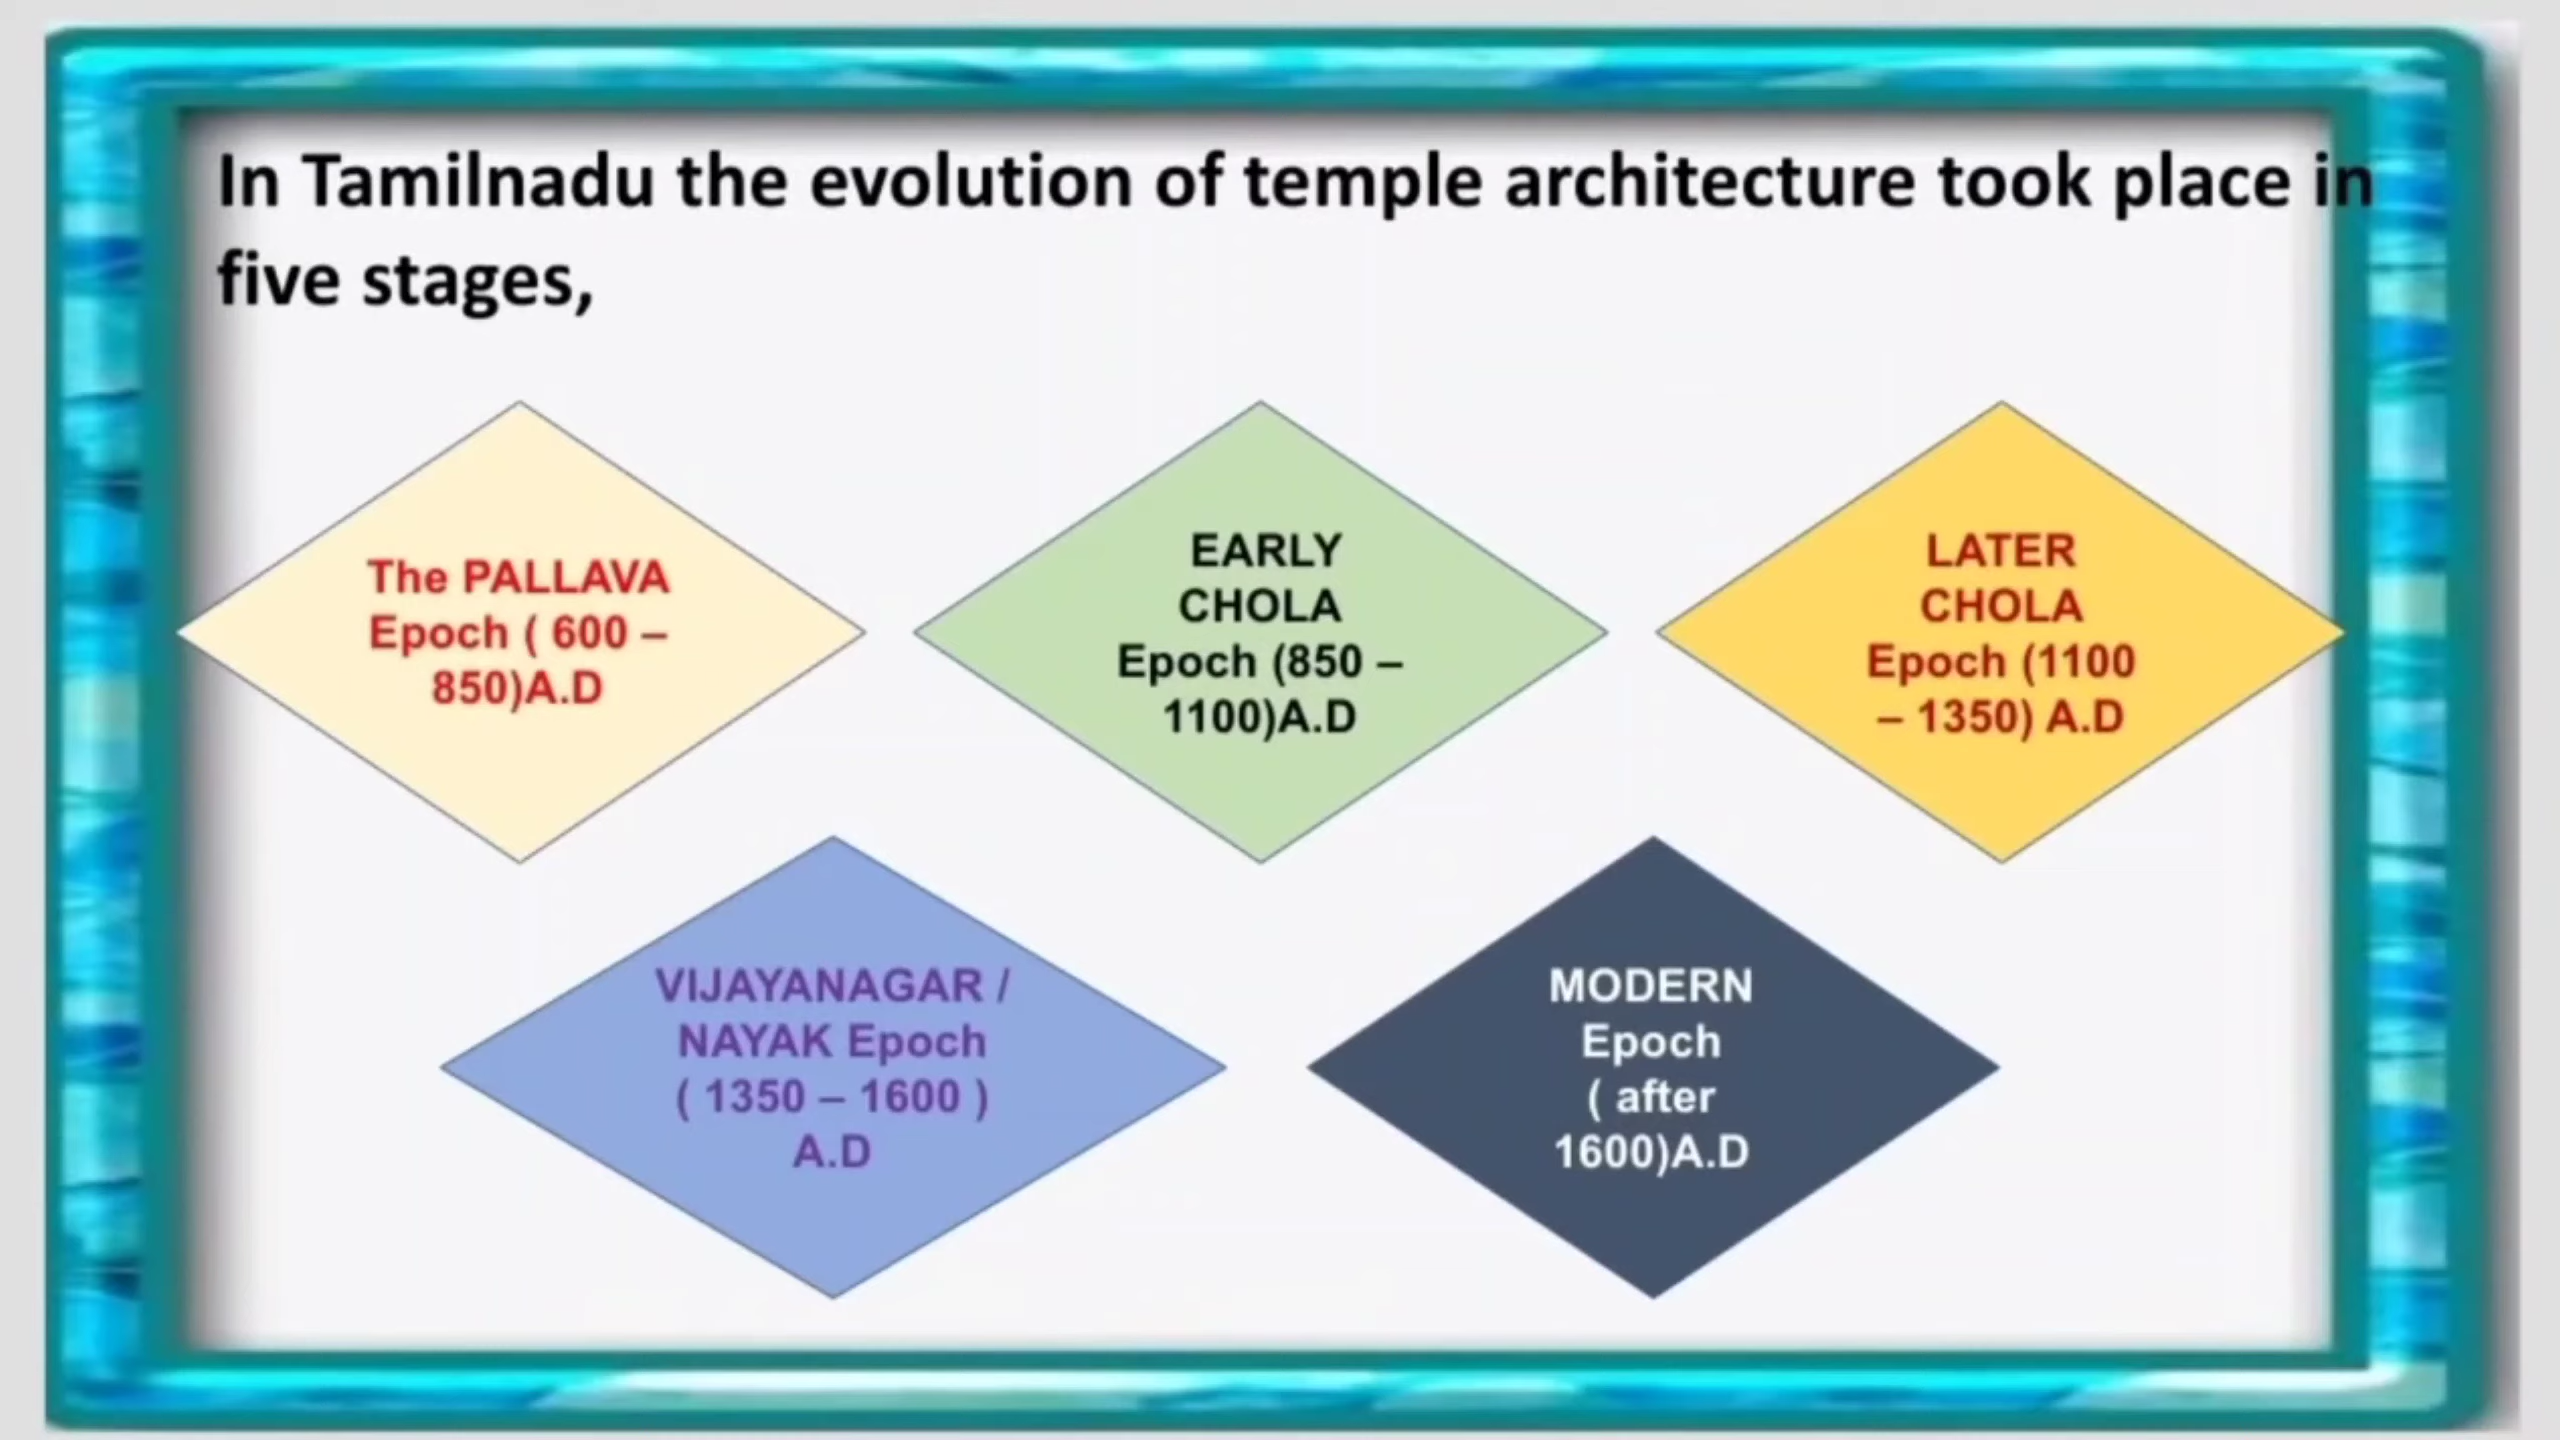 In Tamilnadu the evolution of temple architecture took place in
five stages,
The PALLAVA
Epoch ( 600 –
850)A.D
EARLY
CHOLA
Epoch (850 –
1100)A.D
LATER
CHOLA
Epoch (1100
– 1350) A.D
VIJAYANAGAR /
NAYAK Epoch
( 1350 – 1600 )
A.D
MODERN
Epoch
( after
1600)A.D